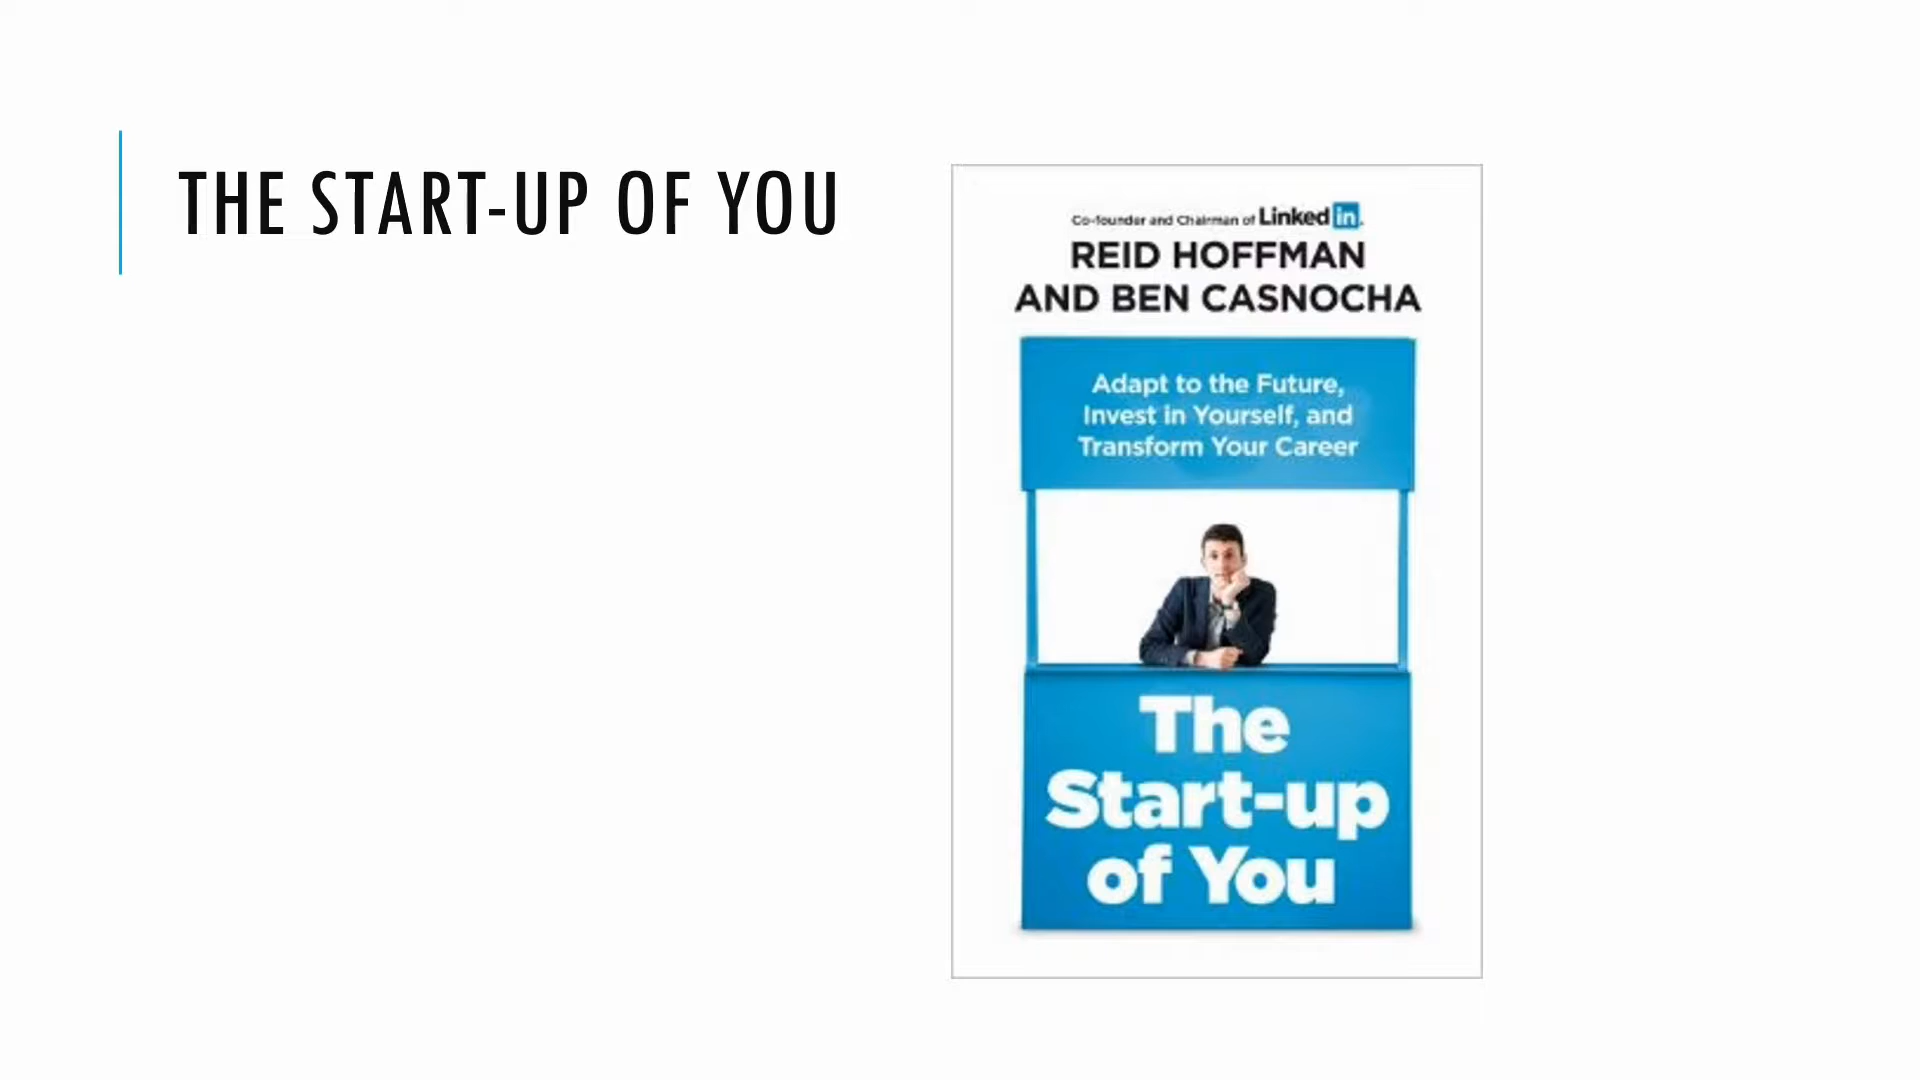 THE START-UP OF YOU
Co-founder and Chairman of Linked in.
REID HOFFMAN
AND BEN CASNOCHA
Adapt to the Future,
Invest in Yourself, and
Transform Your Career
The
Start-up
of You